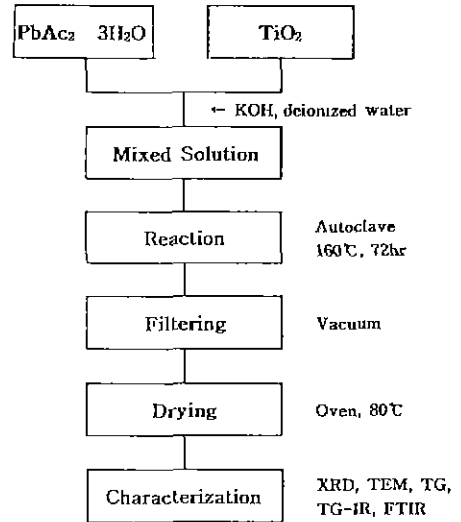 PbAc₂ 3H₂O
TiO₂
← KOH, deionized water
Mixed Solution
Reaction
Autoclave
160℃, 72hr
Filtering
Vacuum
Drying
Oven, 80℃
Characterization
XRD, TEM, TG,
TG-IR, FTIR